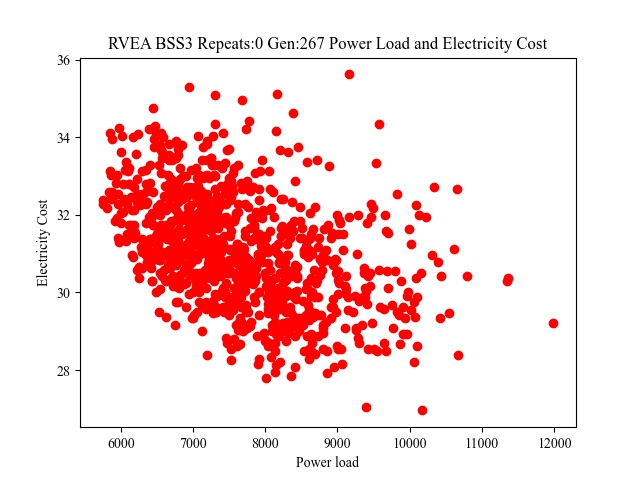 RVEA BSS3 Repeats:0 Gen:267 Power Load and Electricity Cost
36
34
32
30
28
Electricity Cost
6000 7000 8000 9000 10000 11000 12000
Power load